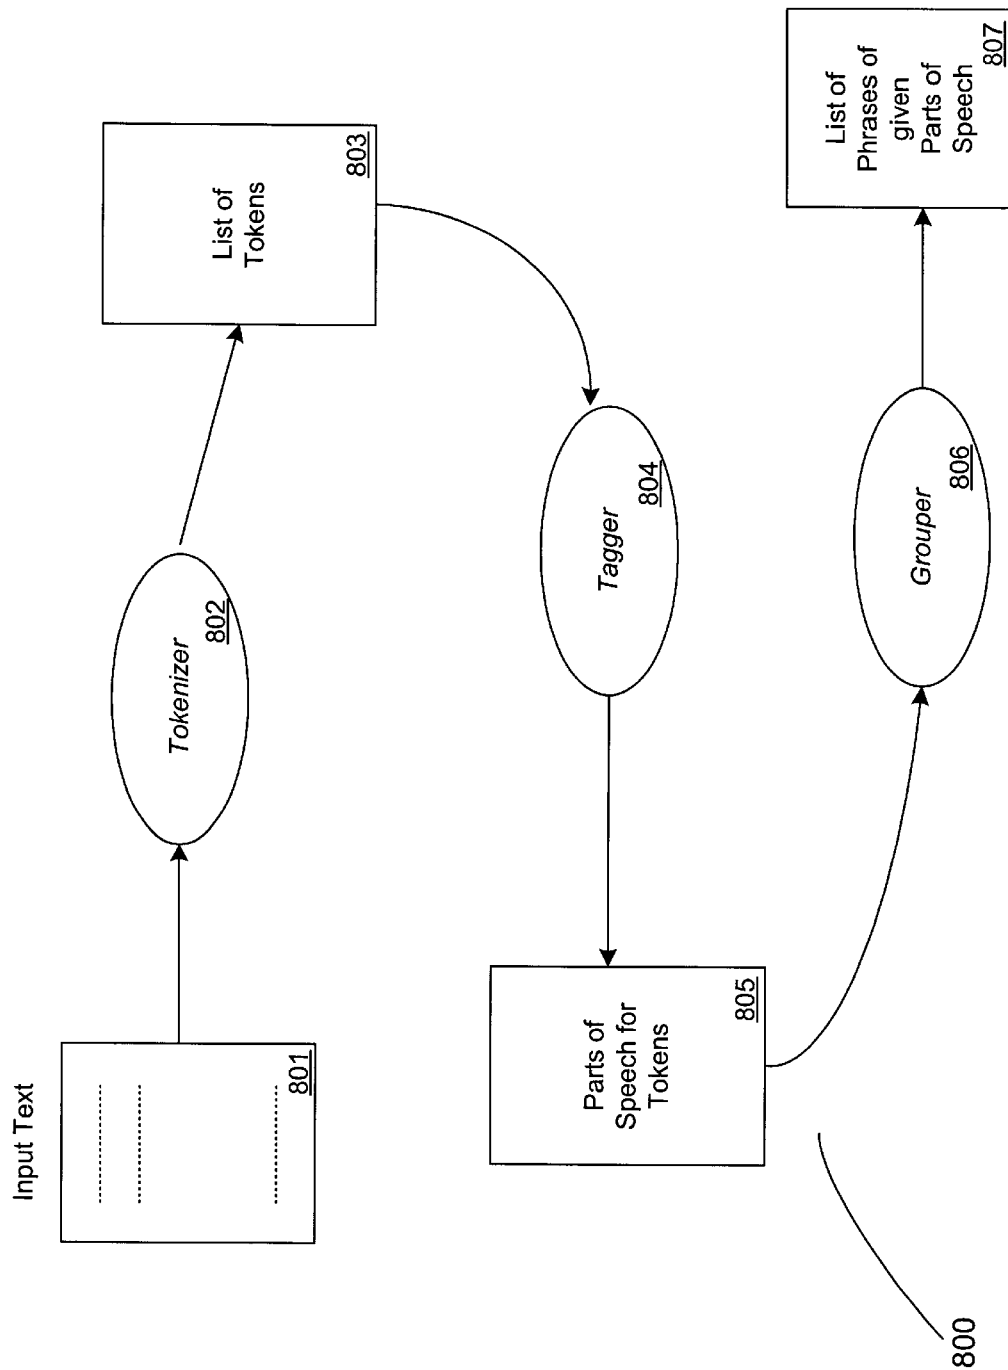 Input Text
801
Tokenizer
802
List of
Tokens
803
Tagger
804
Parts of
Speech for
Tokens
805
Grouper
806
List of
Phrases of
given
Parts of
Speech
807
800